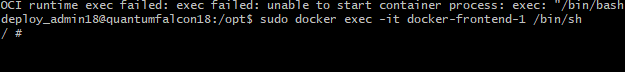 OCI runtime exec failed: exec failed: unable to start container process: exec: "/bin/bash
deploy_admin18@quantumfalcon18:/opt$ sudo docker exec -it docker-frontend-1 /bin/sh
/ #